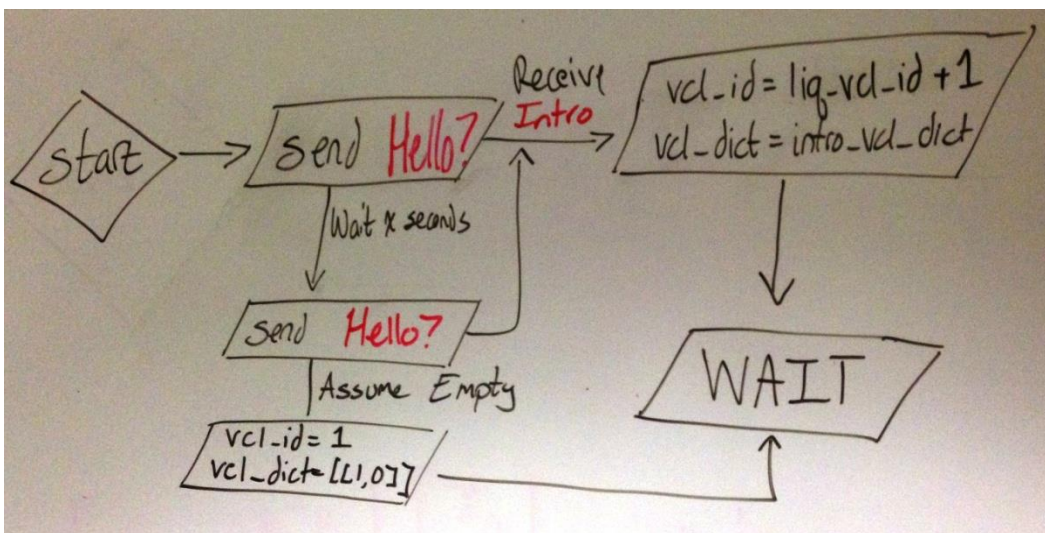 start
send Hello?
Receive
Intro
vcl_id = liq_vcl_id + 1
vcl_dict = intro_vcl_dict
Wait x seconds
send Hello?
Assume Empty
vcl_id = 1
vcl_dict = [[1,0]]
WAIT